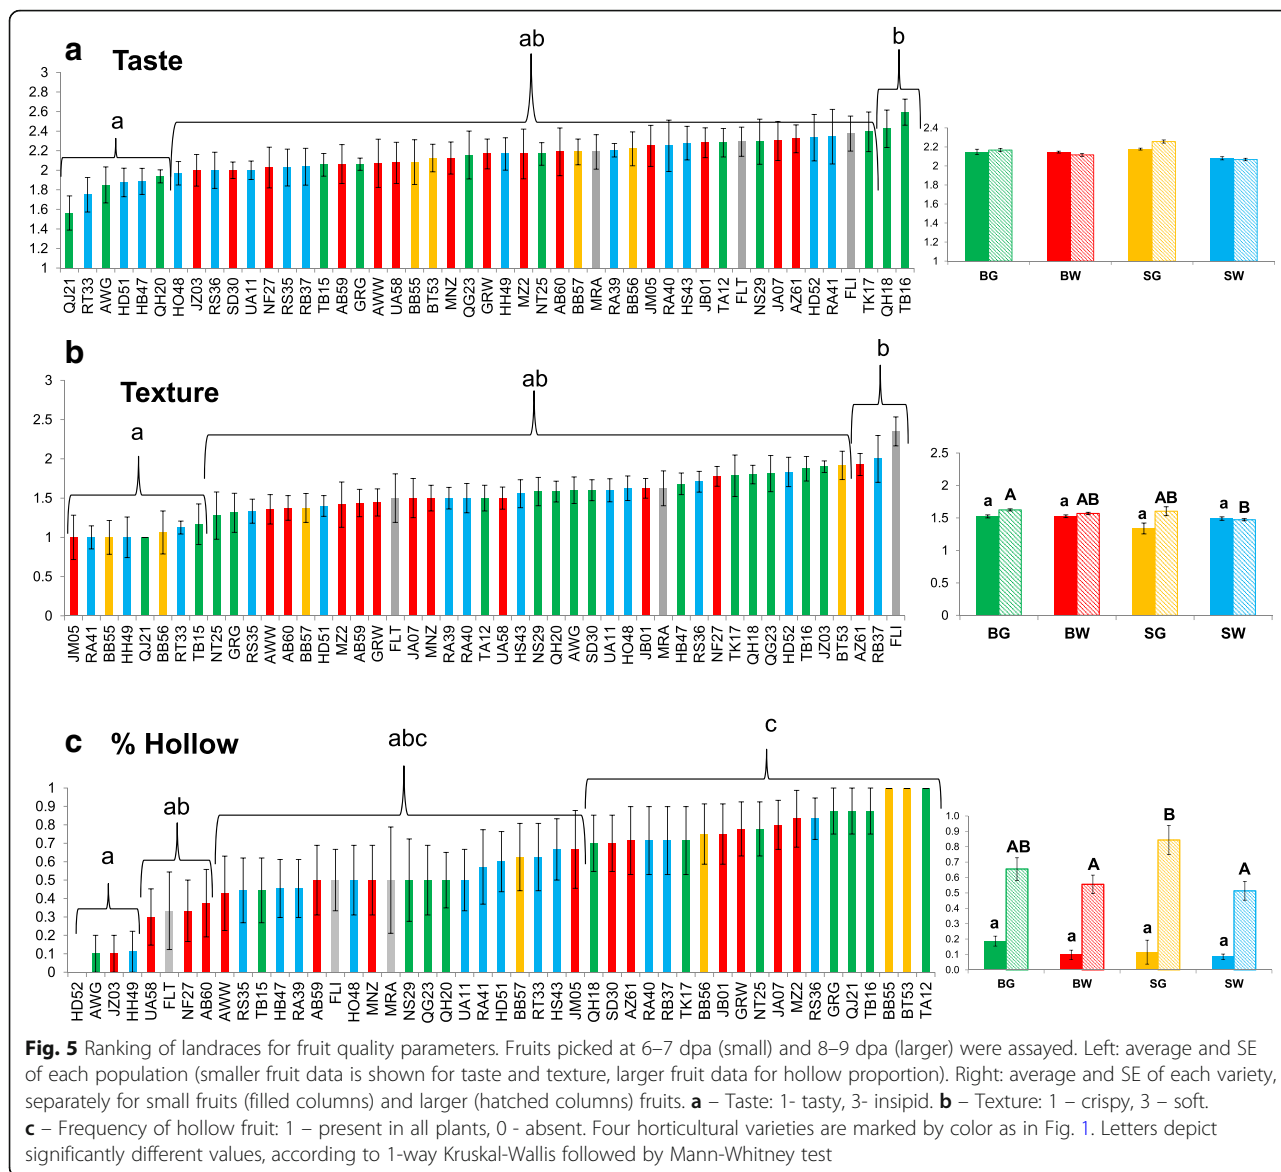 a Taste
a
ab
b
3
2.8
2.6
2.4
2.2
2
1.8
1.6
1.4
1.2
1
QJ21 RT33 AWG HD51 HB47 QH20 HO48 JZ03 RS36 SD30 UA11 NF27 RS35 RB37 TB15 AB59 GRG AWW UA58 BB55 BT53 MNZ QG23 GRW HH49 MZ2 NT25 AB60 BB57 MRA RA39 BB56 JM05 RA40 HS43 JB01 TA12 FLT NS29 JA07 AZ61 HD52 RA41 FLI TK17 QH18 TB16
2.4
2.2
2
1.8
1.6
1.4
1.2
1
BG BW SG SW
b Texture
a
ab
b
3
2.5
2
1.5
1
0.5
0
JM05 RA41 BB55 HH49 QJ21 BB56 RT33 TB15 NT25 GRG RS35 AWW AB60 BB57 HD51 MZ2 AB59 GRW FLT JA07 MNZ RA39 RA40 TA12 UA58 HS43 NS29 QH20 AWG SD30 UA11 HO48 JB01 MRA HB47 RS36 NF27 TK17 QH18 QG23 HD52 TB16 JZ03 BT53 AZ61 RB37 FLI
2.5
2
1.5
1
0.5
0
a A a AB a AB a B
BG BW SG SW
c % Hollow
a
ab
abc
c
1
0.9
0.8
0.7
0.6
0.5
0.4
0.3
0.2
0.1
0
HD52 AWG JZ03 HH49 UA58 FLT NF27 AB60 AWW RS35 TB15 HB47 RA39 AB59 FLI HO48 MNZ MRA NS29 QG23 QH20 UA11 RA41 HD51 BB57 RT33 HS43 JM05 QH18 SD30 AZ61 RA40 RB37 TK17 BB56 JB01 GRW NT25 JA07 MZ2 RS36 GRG QJ21 TB16 BB55 BT53 TA12
1.0
0.9
0.8
0.7
0.6
0.5
0.4
0.3
0.2
0.1
0.0
a AB a A a B a A
BG BW SG SW
Fig. 5 Ranking of landraces for fruit quality parameters. Fruits picked at 6–7 dpa (small) and 8–9 dpa (larger) were assayed. Left: average and SE
of each population (smaller fruit data is shown for taste and texture, larger fruit data for hollow proportion). Right: average and SE of each variety,
separately for small fruits (filled columns) and larger (hatched columns) fruits. a – Taste: 1- tasty, 3- insipid. b – Texture: 1 – crispy, 3 – soft.
c – Frequency of hollow fruit: 1 – present in all plants, 0 - absent. Four horticultural varieties are marked by color as in Fig. 1. Letters depict
significantly different values, according to 1-way Kruskal-Wallis followed by Mann-Whitney test